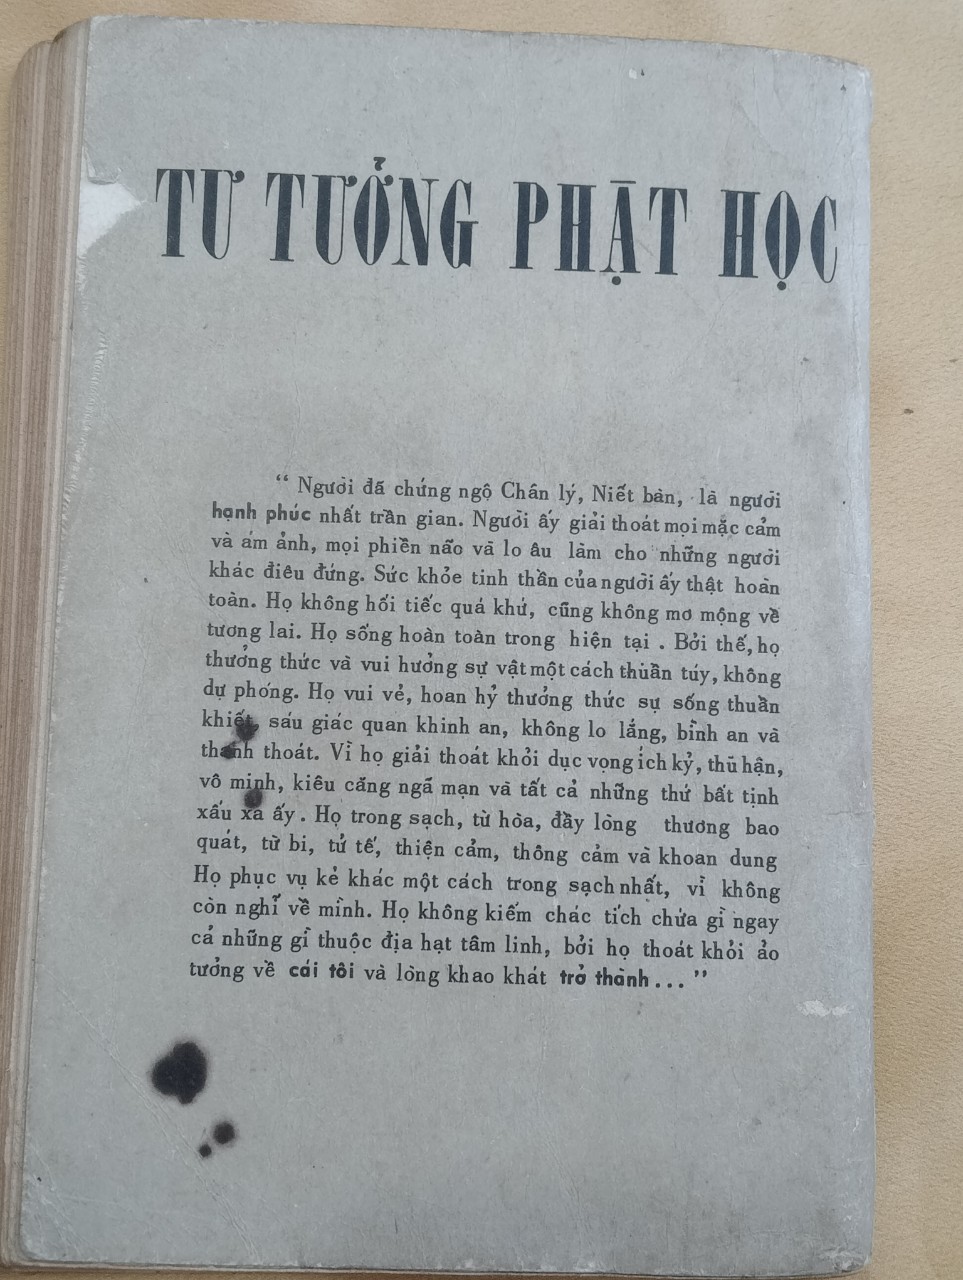 TƯ TƯỞNG PHẬT HỌC
“ Người đã chứng ngộ Chân lý, Niết bàn, là người
hạnh phúc nhất trần gian. Người ấy giải thoát mọi mặc cảm
và ám ảnh, mọi phiền não và lo âu làm cho những người
khác điêu đứng. Sức khỏe tinh thần của người ấy thật hoàn
toàn. Họ không hối tiếc quá khứ, cũng không mơ mộng về
tương lai. Họ sống hoàn toàn trong hiện tại . Bởi thế, họ
thưởng thức và vui hưởng sự vật một cách thuần túy, không
dự phóng. Họ vui vẻ, hoan hỷ thưởng thức sự sống thuần
khiết, sáu giác quan khinh an, không lo lắng, bình an và
thanh thoát. Vì họ giải thoát khỏi dục vọng ích kỷ, thù hận,
vô minh, kiêu căng ngã mạn và tất cả những thứ bất tịnh
xấu xa ấy. Họ trong sạch, từ hòa, đầy lòng thương bao
quát, từ bi, tử tế, thiện cảm, thông cảm và khoan dung
Họ phục vụ kẻ khác một cách trong sạch nhất, vì không
còn nghĩ về mình. Họ không kiếm chác tích chứa gì ngay
cả những gì thuộc địa hạt tâm linh, bởi họ thoát khỏi ảo
tưởng về cái tôi và lòng khao khát trở thành... ”